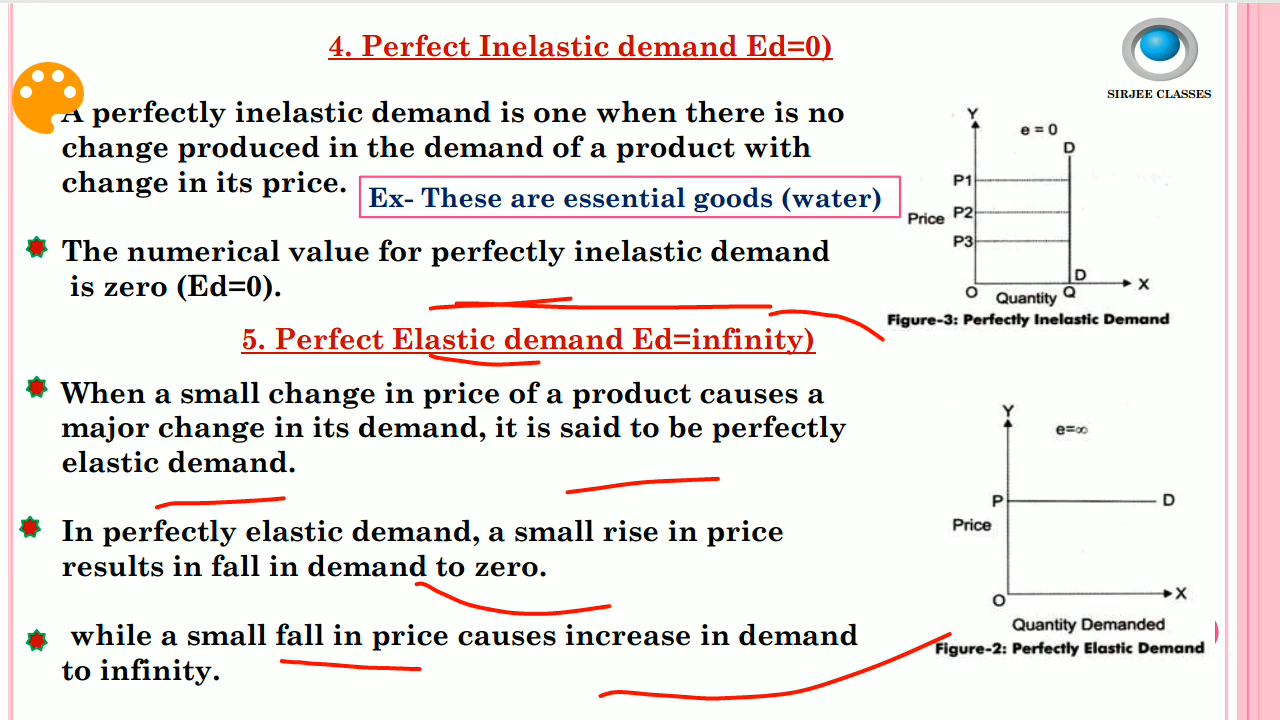 4. Perfect Inelastic demand Ed=0)
SIRJEE CLASSES
A perfectly inelastic demand is one when there is no
change produced in the demand of a product with
change in its price.
Ex- These are essential goods (water)
The numerical value for perfectly inelastic demand
is zero (Ed=0).
Y
e = 0
D
P1
Price P2
P3
D
O Quantity Q X
Figure-3: Perfectly Inelastic Demand
5. Perfect Elastic demand Ed=infinity)
When a small change in price of a product causes a
major change in its demand, it is said to be perfectly
elastic demand.
In perfectly elastic demand, a small rise in price
results in fall in demand to zero.
while a small fall in price causes increase in demand
to infinity.
Y
e=∞
P D
Price
O X
Quantity Demanded
Figure-2: Perfectly Elastic Demand